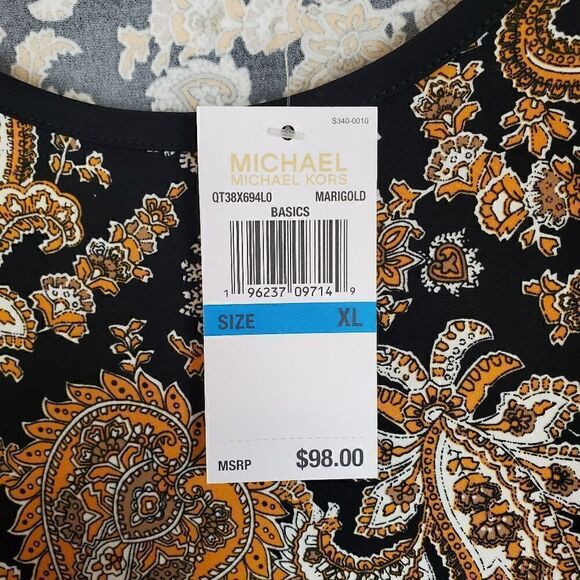 S340-0010
MICHAEL
MICHAEL KORS
QT38X694L0 MARIGOLD
BASICS
1 96237 09714 9
SIZE XL
MSRP $98.00